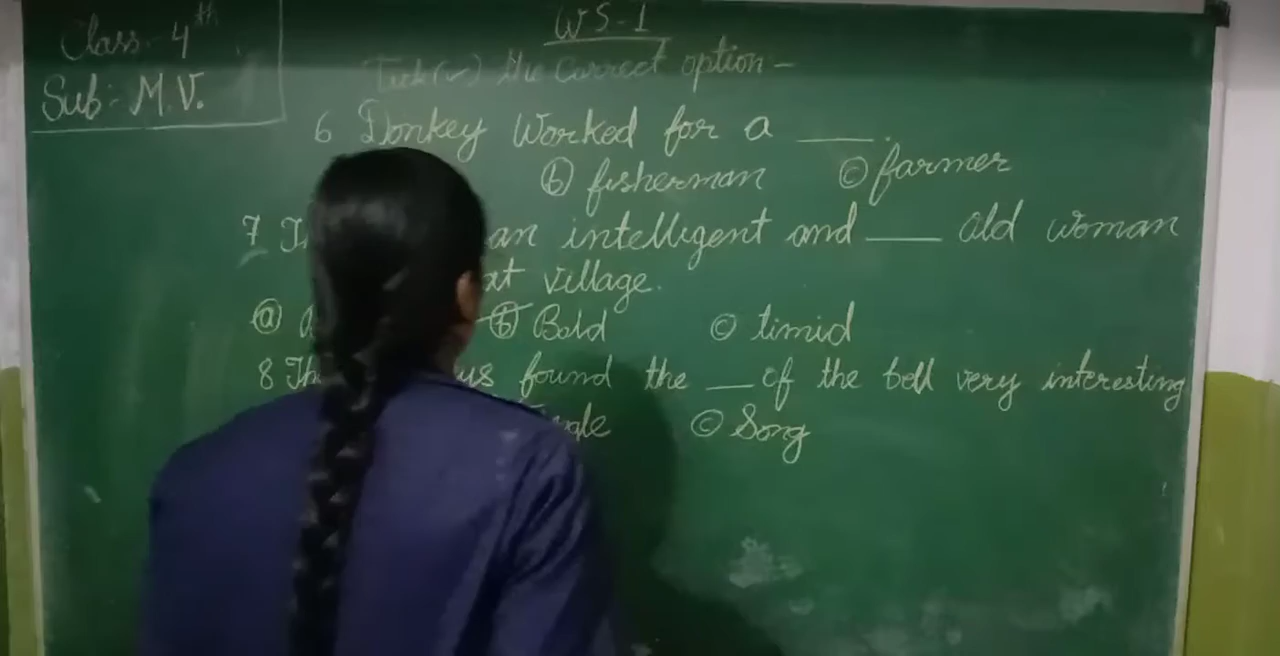 Class- 4th
Sub:- M.V.
WS-1
Tick(✓) the Correct option -
6 Donkey Worked for a ___.
ⓑ fisherman ⓒ farmer
7 an intelligent and ___ old woman
village.
ⓐ ⓑ Bold ⓒ timid
8 found the __ of the bell very interesting
ⓒ Song